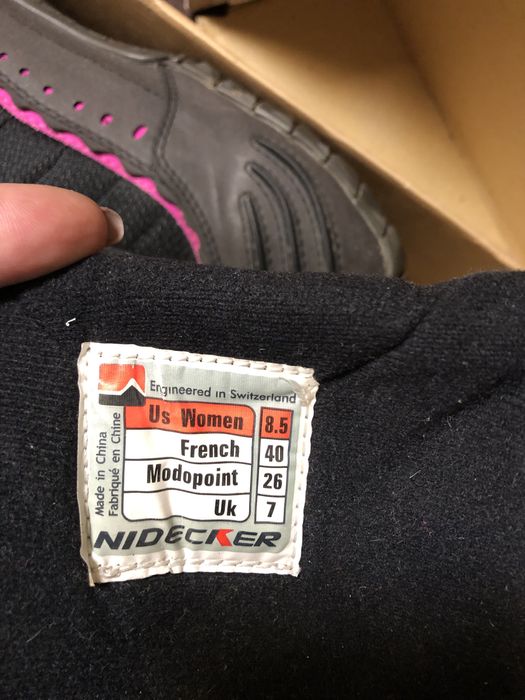 Engineered in Switzerland
Made in China
Fabriqué en Chine
Us Women 8.5
French 40
Modopoint 26
Uk 7
NIDECKER